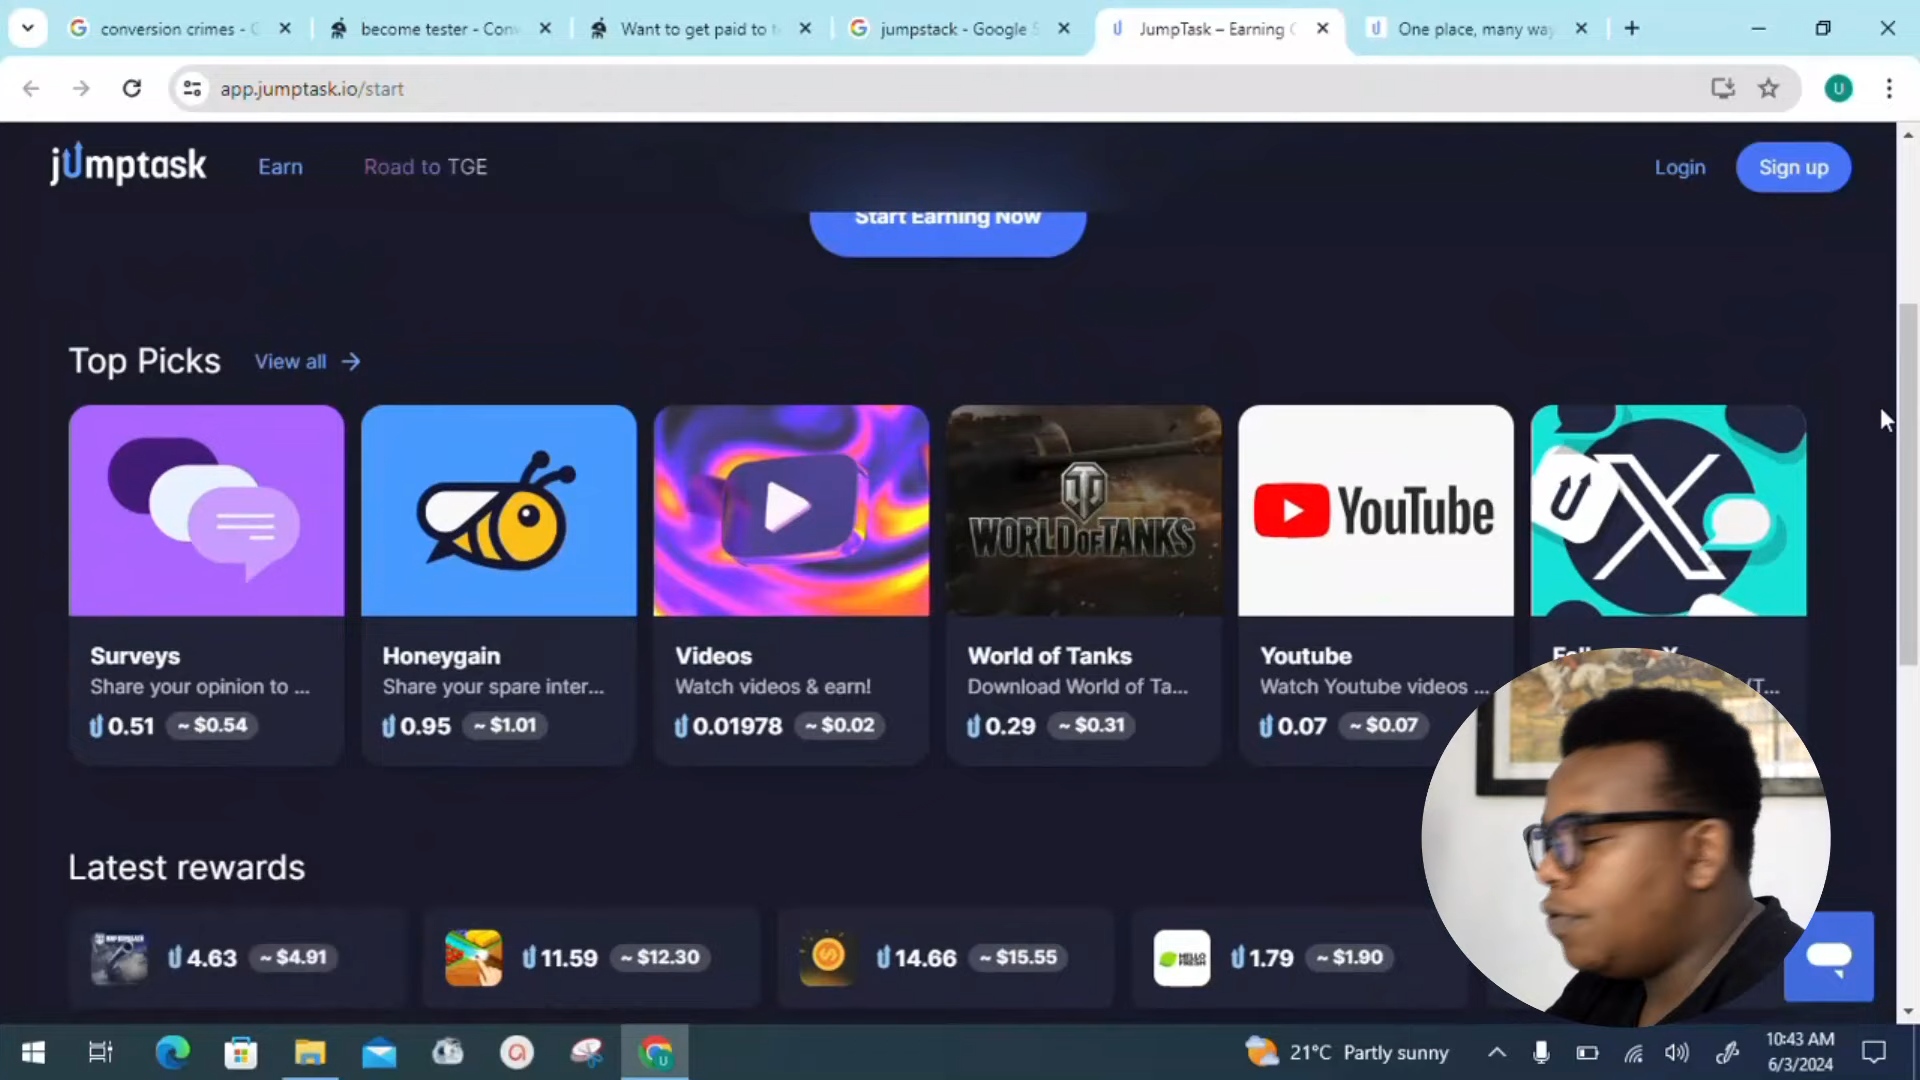 conversion crimes - G
become tester - Con
Want to get paid to t
jumpstack - Google S
JumpTask – Earning G
One place, many way
app.jumptask.io/start
U
jumptask
Earn
Road to TGE
Login
Sign up
Start Earning Now
Top Picks
View all
WORLD OF TANKS
YouTube
Surveys
Share your opinion to ...
0.51 ~ $0.54
Honeygain
Share your spare inter...
0.95 ~ $1.01
Videos
Watch videos & earn!
0.01978 ~ $0.02
World of Tanks
Download World of Ta...
0.29 ~ $0.31
Youtube
Watch Youtube videos ...
0.07 ~ $0.07
/T...
Latest rewards
4.63 ~ $4.91
11.59 ~ $12.30
14.66 ~ $15.55
HELLO FRESH
1.79 ~ $1.90
21°C Partly sunny
10:43 AM
6/3/2024